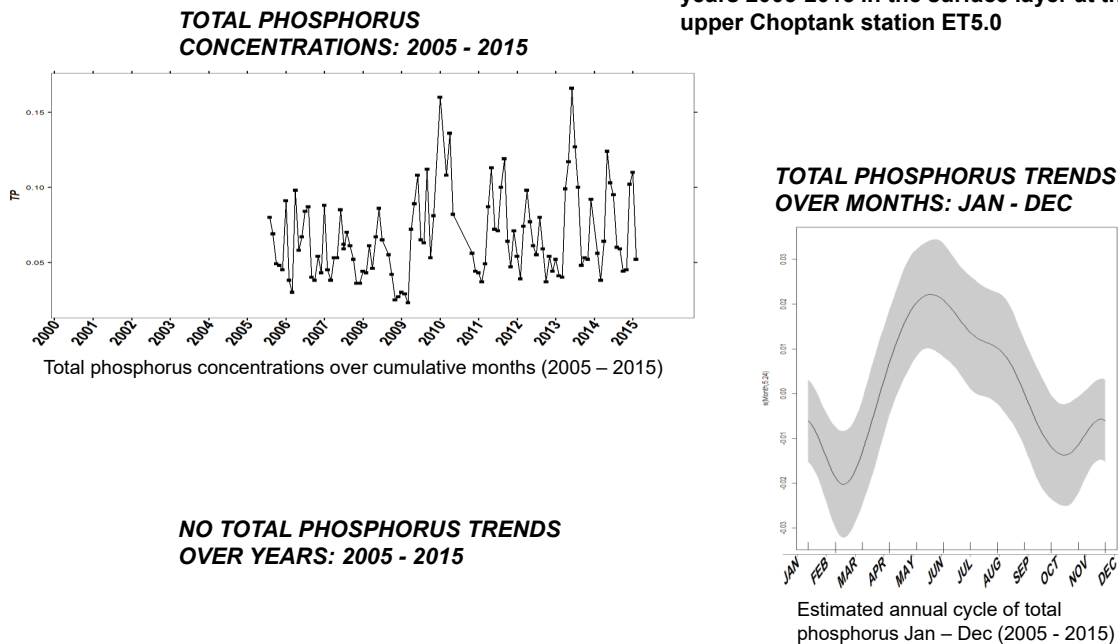 years 2005-2015 in the surface layer at th
upper Choptank station ET5.0
TOTAL PHOSPHORUS
CONCENTRATIONS: 2005 - 2015
0.15
0.10
0.05
TP
2000 2001 2002 2003 2004 2005 2006 2007 2008 2009 2010 2011 2012 2013 2014 2015
Total phosphorus concentrations over cumulative months (2005 – 2015)
TOTAL PHOSPHORUS TRENDS
OVER MONTHS: JAN - DEC
0.03
0.02
0.01
0.00
-0.01
-0.02
-0.03
s(Month,5.24)
JAN FEB MAR APR MAY JUN JUL AUG SEP OCT NOV DEC
Estimated annual cycle of total
phosphorus Jan – Dec (2005 - 2015)
NO TOTAL PHOSPHORUS TRENDS
OVER YEARS: 2005 - 2015